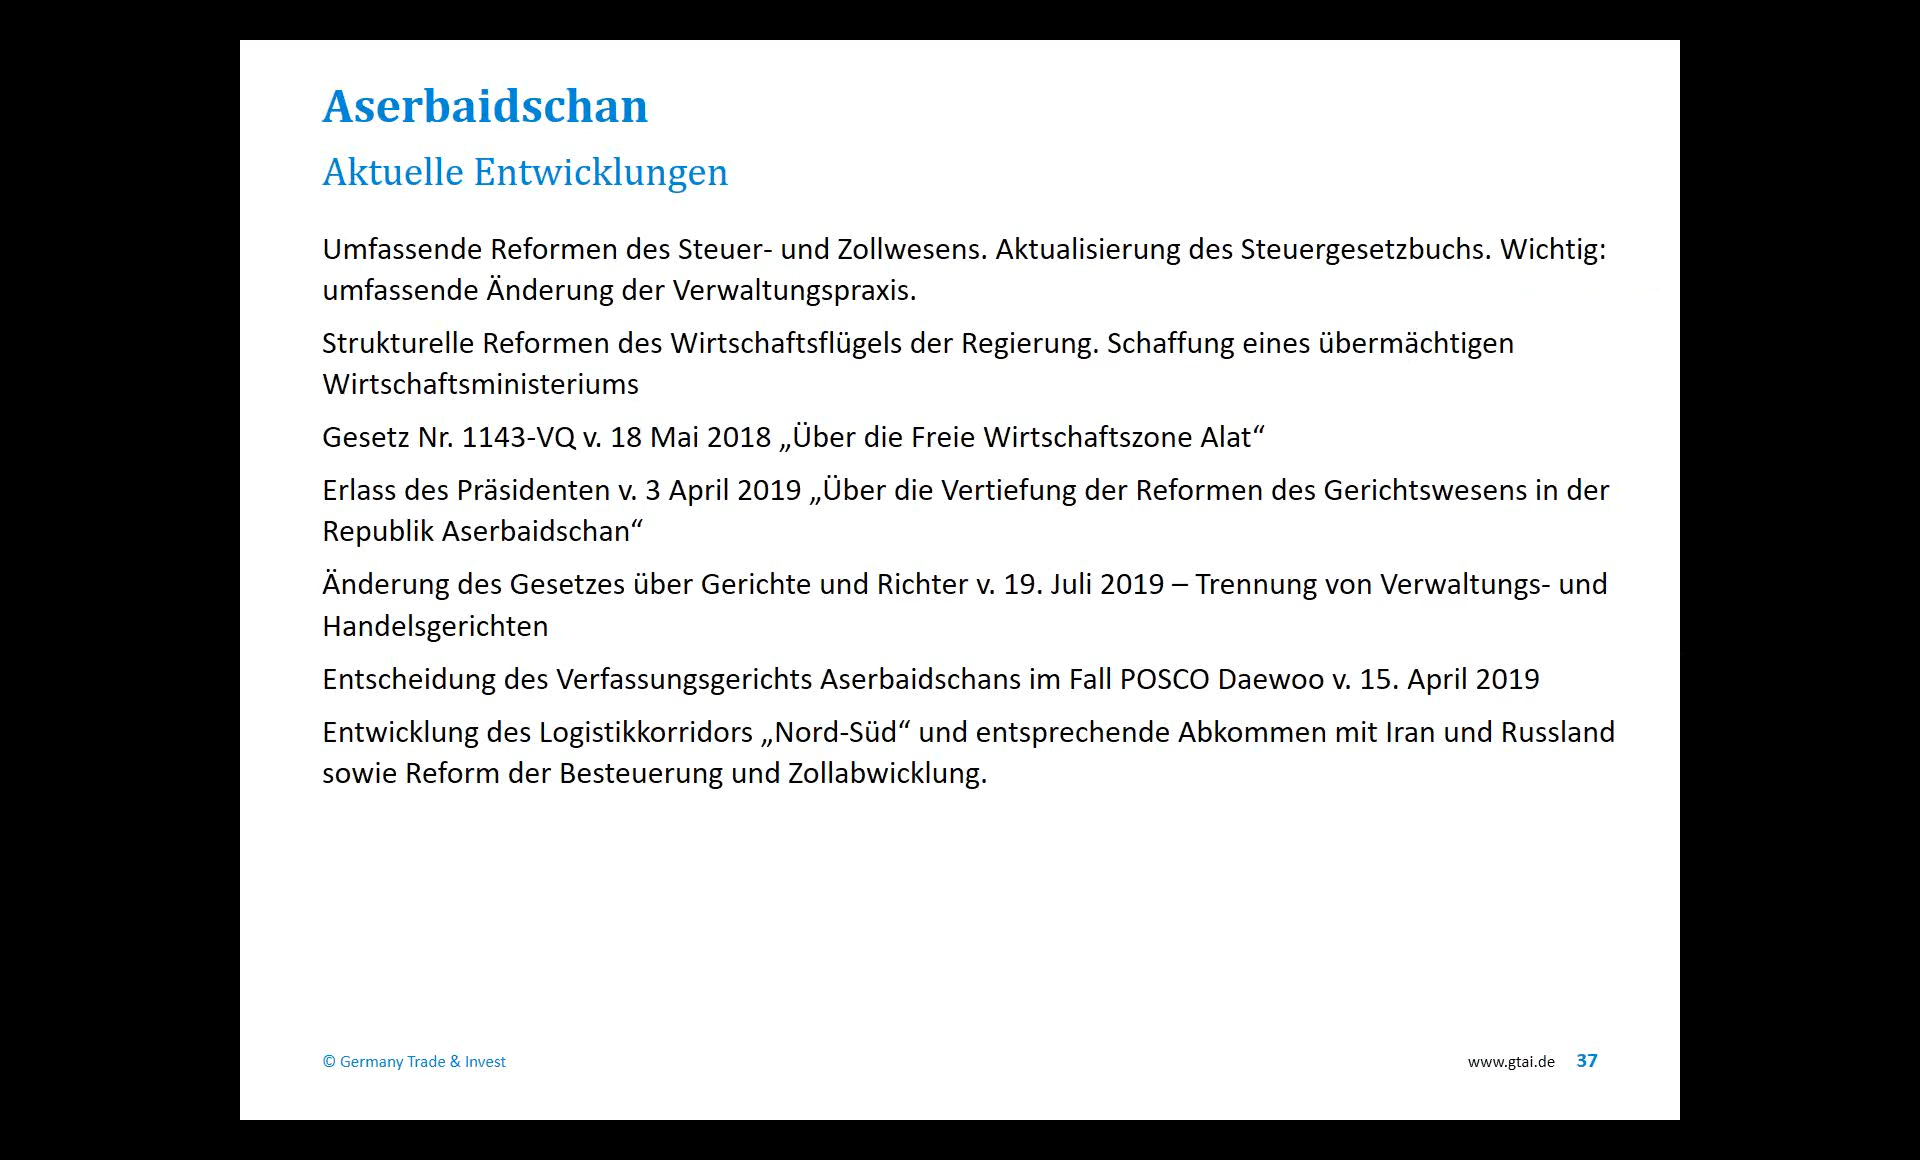 Aserbaidschan
Aktuelle Entwicklungen
Umfassende Reformen des Steuer- und Zollwesens. Aktualisierung des Steuergesetzbuchs. Wichtig:
umfassende Änderung der Verwaltungspraxis.
Strukturelle Reformen des Wirtschaftsflügels der Regierung. Schaffung eines übermächtigen
Wirtschaftsministeriums
Gesetz Nr. 1143-VQ v. 18 Mai 2018 „Über die Freie Wirtschaftszone Alat“
Erlass des Präsidenten v. 3 April 2019 „Über die Vertiefung der Reformen des Gerichtswesens in der
Republik Aserbaidschan“
Änderung des Gesetzes über Gerichte und Richter v. 19. Juli 2019 – Trennung von Verwaltungs- und
Handelsgerichten
Entscheidung des Verfassungsgerichts Aserbaidschans im Fall POSCO Daewoo v. 15. April 2019
Entwicklung des Logistikkorridors „Nord-Süd“ und entsprechende Abkommen mit Iran und Russland
sowie Reform der Besteuerung und Zollabwicklung.
© Germany Trade & Invest
www.gtai.de 37